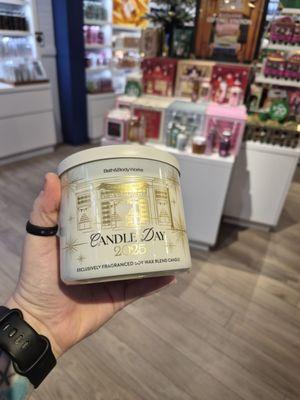 Bath&BodyWorks
CANDLE DAY
2025
EXCLUSIVELY FRAGRANCED SOY WAX BLEND CANDLE